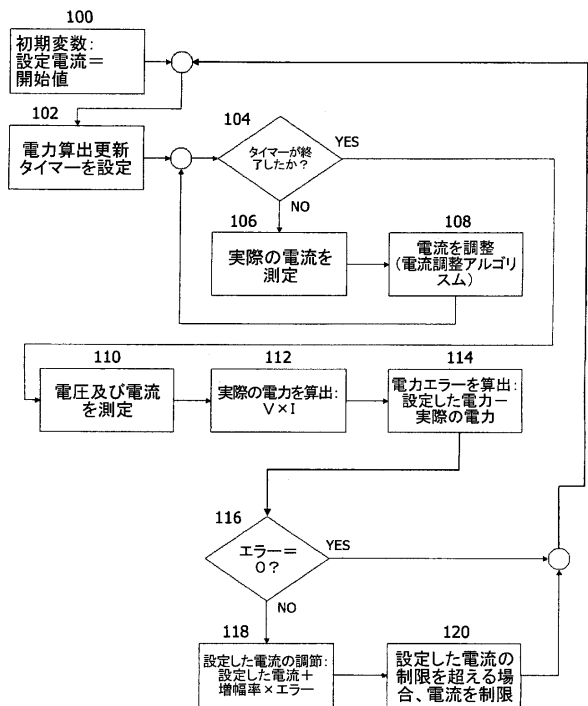 100
初期変数：
設定電流＝
開始値
102
電力算出更新
タイマーを設定
104
タイマーが終
了したか？
YES
NO
106
実際の電流を
測定
108
電流を調整
（電流調整アルゴリ
スム）
110
電圧及び電流
を測定
112
実際の電力を算出：
V×I
114
電力エラーを算出：
設定した電力－
実際の電力
116
エラー＝
0？
YES
NO
118
設定した電流の調節：
設定した電流＋
増幅率×エラー
120
設定した電流の
制限を超える場
合、電流を制限